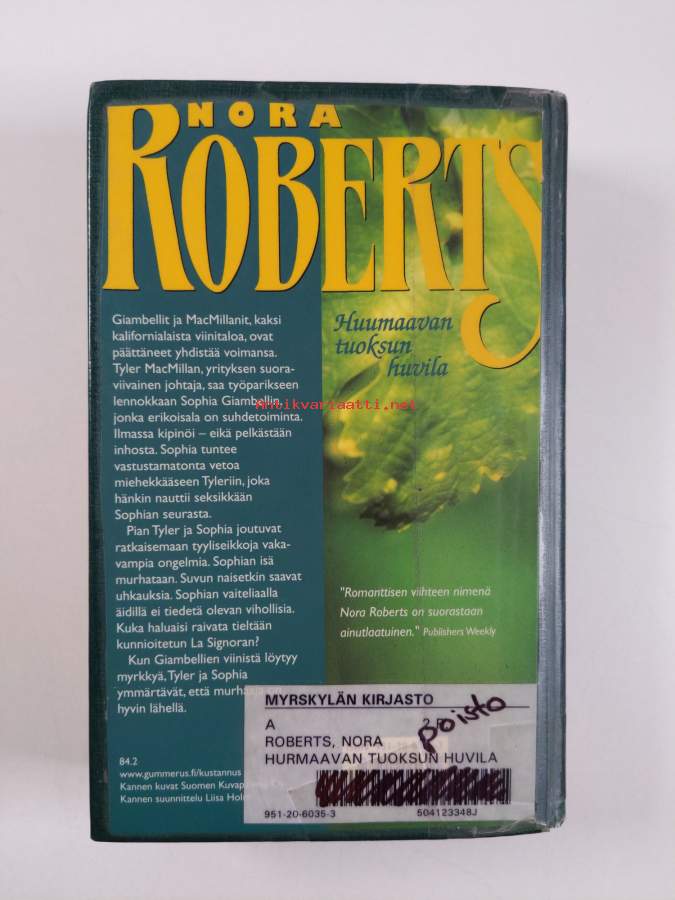 NORA
ROBERTS
Huumaavan
tuoksun
huvila
Giambellit ja MacMillanit, kaksi
kalifornialaista viinitaloa, ovat
päättäneet yhdistää voimansa.
Tyler MacMillan, yrityksen suora-
viivainen johtaja, saa työparikseen
lennokkaan Sophia Giambellin,
jonka erikoisala on suhdetoiminta.
Ilmassa kipinöi – eikä pelkästään
inhosta. Sophia tuntee
vastustamatonta vetoa
miehekkääseen Tyleriin, joka
hänkin nauttii seksikkään
Sophian seurasta.
Pian Tyler ja Sophia joutuvat
ratkaisemaan tyyliseikkoja vaka-
vampia ongelmia. Sophian isä
murhataan. Suvun naisetkin saavat
uhkauksia. Sophian vaiteliaalla
äidillä ei tiedetä olevan vihollisia.
Kuka haluaisi raivata tieltään
kunnioitetun La Signoran?
Kun Giambellien viinistä löytyy
myrkkyä, Tyler ja Sophia
ymmärtävät, että murhaaja
hyvin lähellä.
"Romanttisen viihteen nimenä
Nora Roberts on suorastaan
ainutlaatuinen." Publishers Weekly
Antikvariaatti.net
84.2
www.gummerus.fi/kustannus
Kannen kuvat Suomen Kuvap
Kannen suunnittelu Liisa Hol
MYRSKYLÄN KIRJASTO
A
poisto
ROBERTS, NORA
HURMAAVAN TUOKSUN HUVILA
951-20-6035-3 504123348J